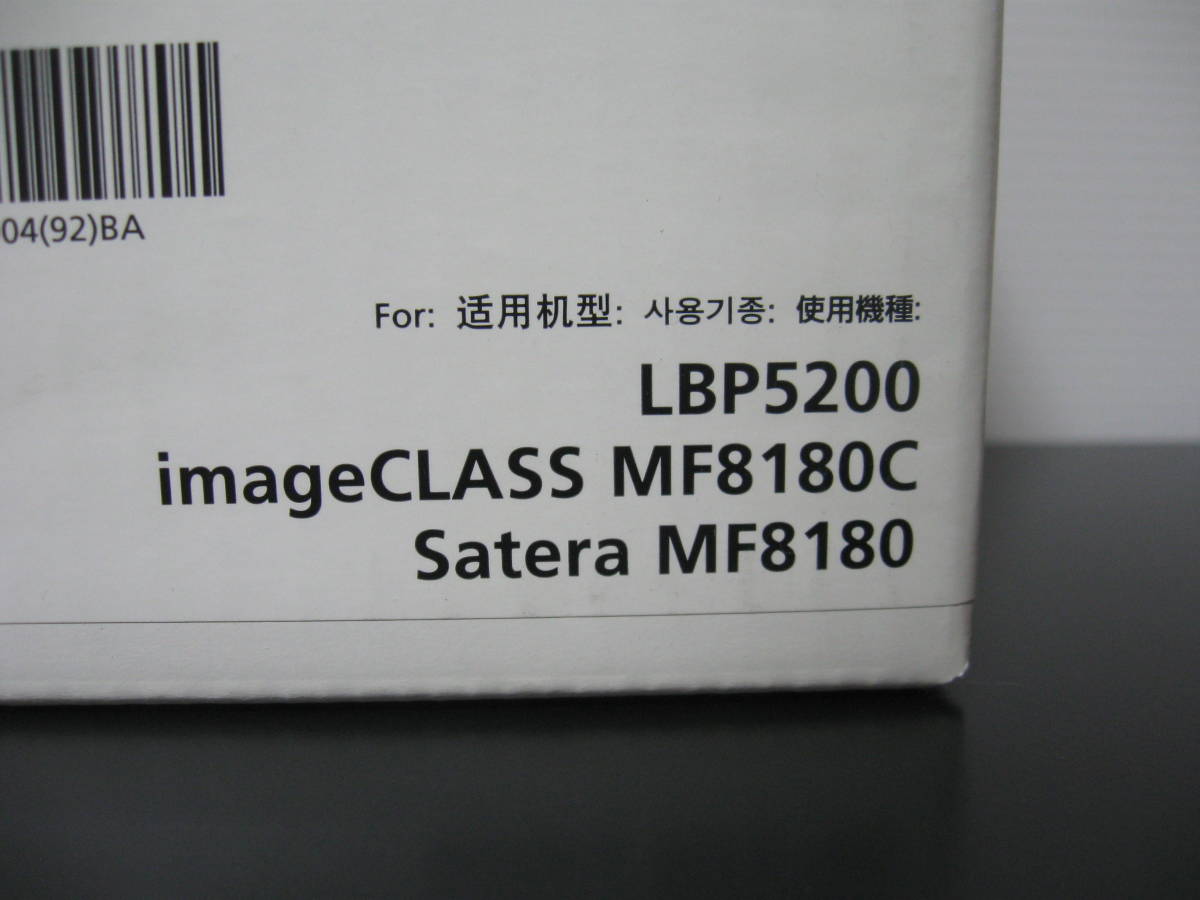 04(92)BA
For: 适用机型: 사용기종: 使用機種:
LBP5200
imageCLASS MF8180C
Satera MF8180